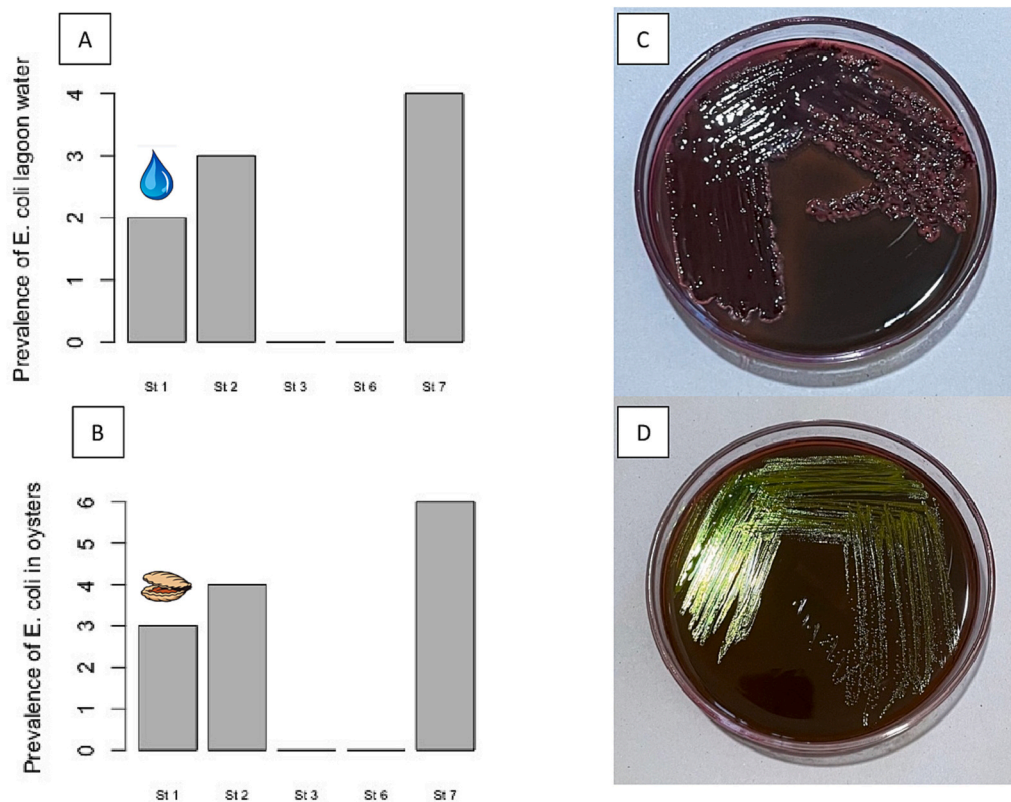 A
Prevalence of E. coli lagoon water
4
3
2
1
0
St 1 St 2 St 3 St 6 St 7
B
Prevalence of E. coli in oysters
6
5
4
3
2
1
0
St 1 St 2 St 3 St 6 St 7
C
D